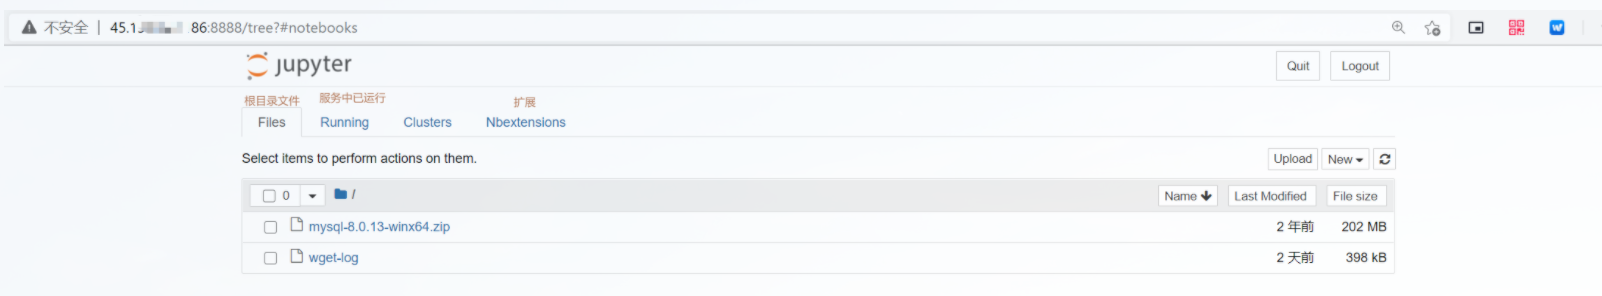 不安全 | 45.1 .86:8888/tree?#notebooks
jupyter
Quit
Logout
根目录文件
服务中已运行
扩展
Files
Running
Clusters
Nbextensions
Select items to perform actions on them.
Upload
New
0
/
Name
Last Modified
File size
mysql-8.0.13-winx64.zip
2 年前
202 MB
wget-log
2 天前
398 kB